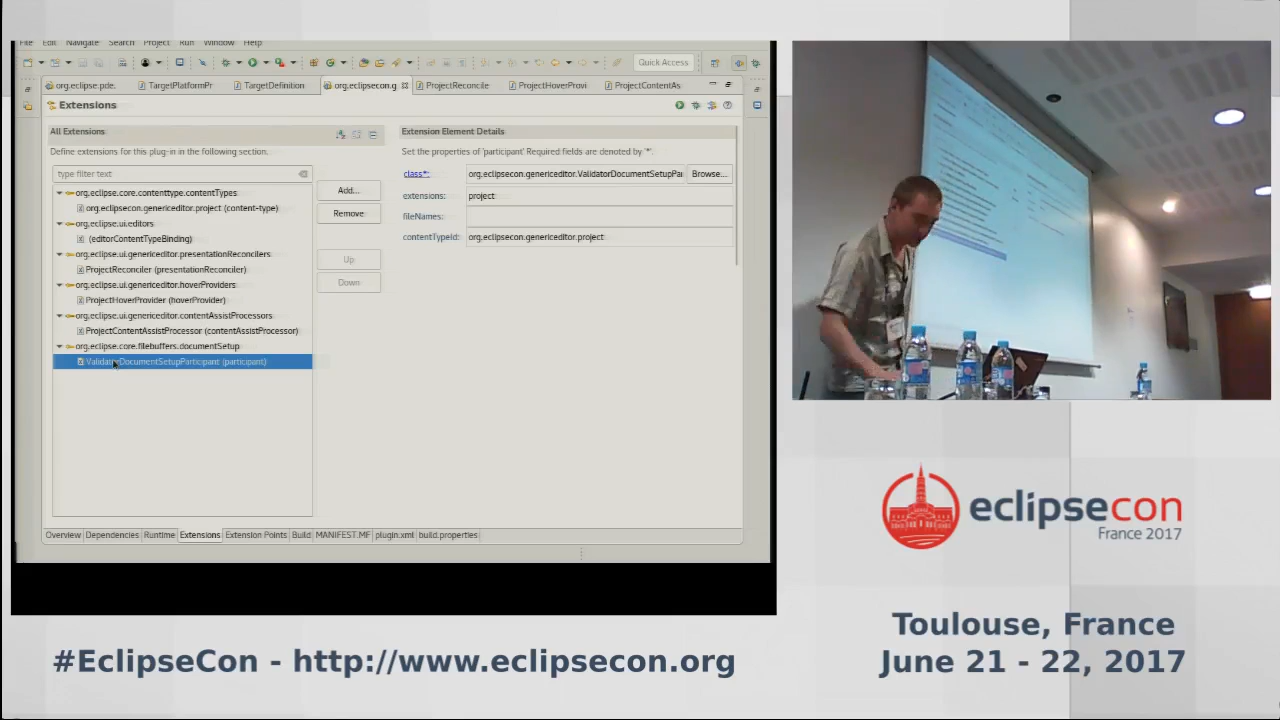 File Edit Navigate Search Project Run Window Help
Quick Access
org.eclipse.pde. TargetPlatformPr TargetDefinition org.eclipsecon.g ProjectReconcile ProjectHoverProvi ProjectContentAs
Extensions
All Extensions
Define extensions for this plug-in in the following section.
type filter text
org.eclipse.core.contenttype.contentTypes
org.eclipsecon.genericeditor.project (content-type)
org.eclipse.ui.editors
(editorContentTypeBinding)
org.eclipse.ui.genericeditor.presentationReconcilers
ProjectReconciler (presentationReconciler)
org.eclipse.ui.genericeditor.hoverProviders
ProjectHoverProvider (hoverProvider)
org.eclipse.ui.genericeditor.contentAssistProcessors
ProjectContentAssistProcessor (contentAssistProcessor)
org.eclipse.core.filebuffers.documentSetup
ValidatorDocumentSetupParticipant (participant)
Add...
Remove
Up
Down
Extension Element Details
Set the properties of 'participant' Required fields are denoted by '*'.
class*: org.eclipsecon.genericeditor.ValidatorDocumentSetupPar Browse...
extensions: project
fileNames:
contentTypeId: org.eclipsecon.genericeditor.project
Overview Dependencies Runtime Extensions Extension Points Build MANIFEST.MF plugin.xml build.properties
eclipsecon
France 2017
Toulouse, France
June 21 - 22, 2017
#EclipseCon - http://www.eclipsecon.org